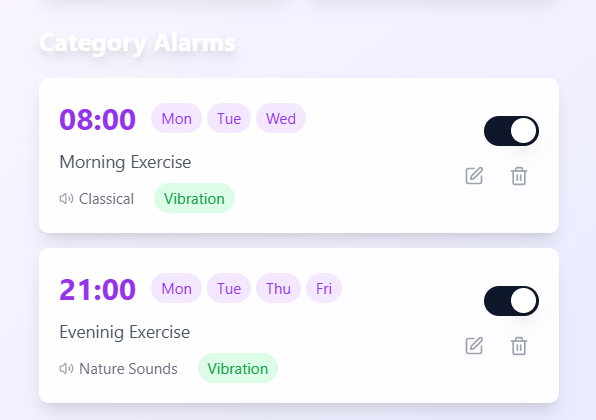 Category Alarms
08:00 Mon Tue Wed
Morning Exercise
Classical Vibration
21:00 Mon Tue Thu Fri
Eveninig Exercise
Nature Sounds Vibration